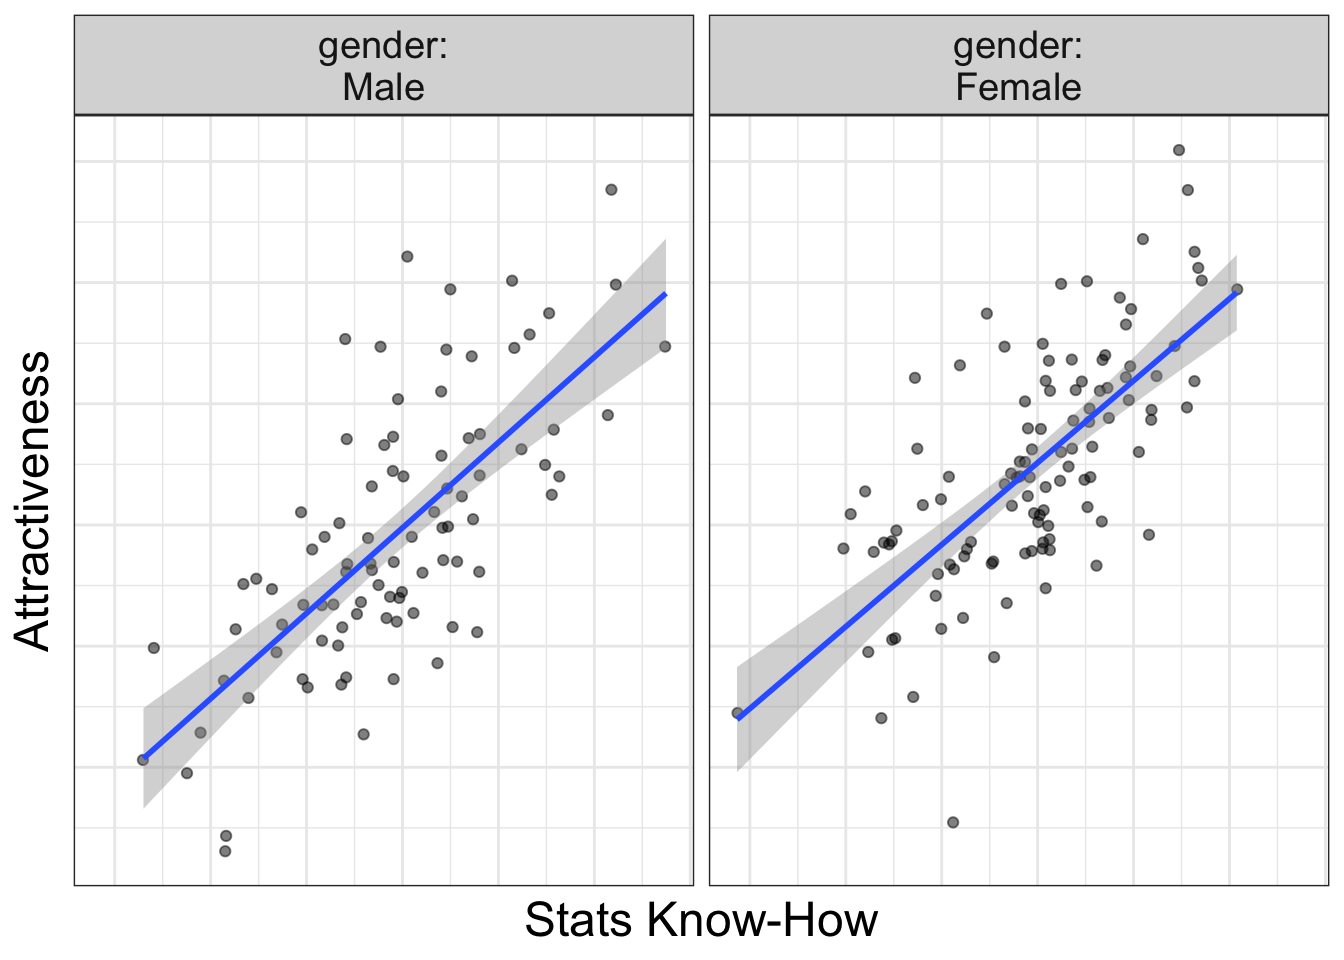 gender:
Male
gender:
Female
Attractiveness
Stats Know-How